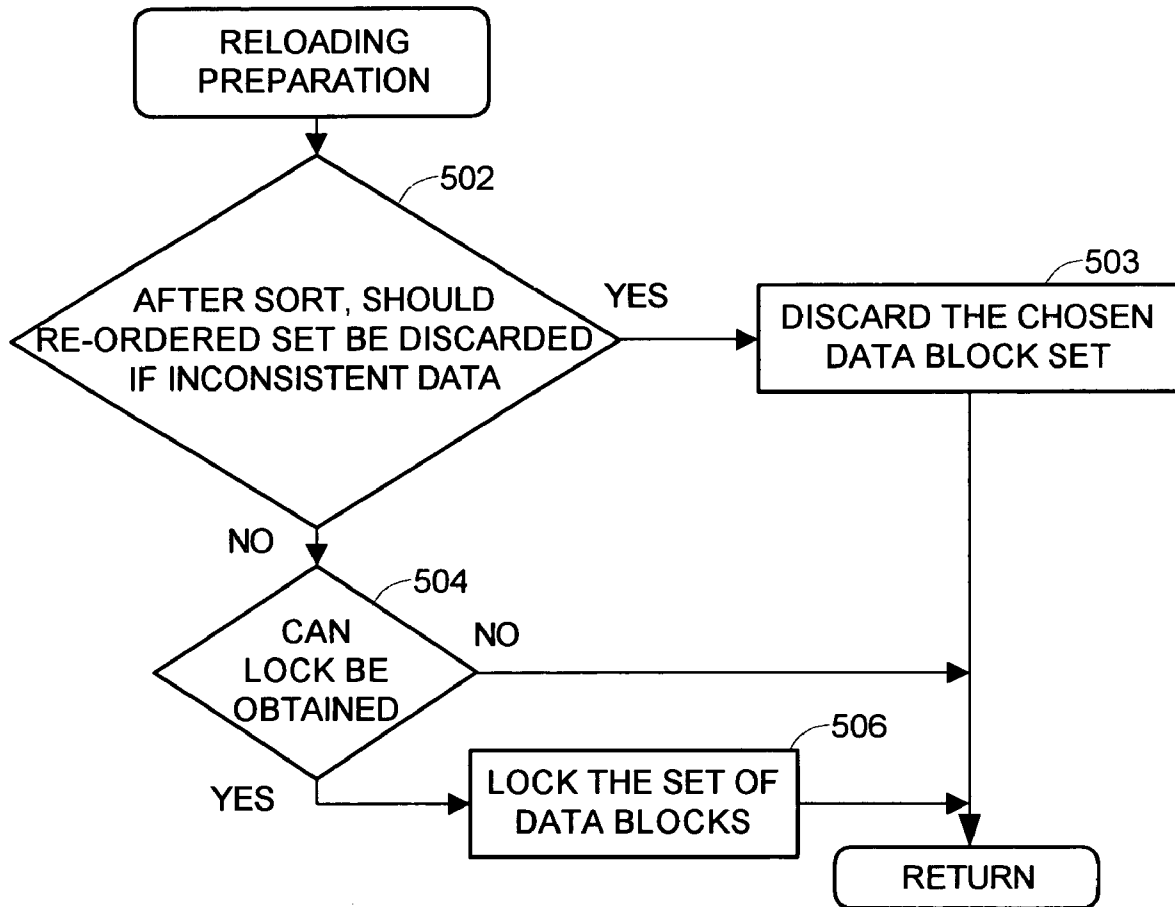 RELOADING
PREPARATION
502
AFTER SORT, SHOULD
RE-ORDERED SET BE DISCARDED
IF INCONSISTENT DATA
YES
503
DISCARD THE CHOSEN
DATA BLOCK SET
NO
504
CAN
LOCK BE
OBTAINED
NO
YES
506
LOCK THE SET OF
DATA BLOCKS
RETURN